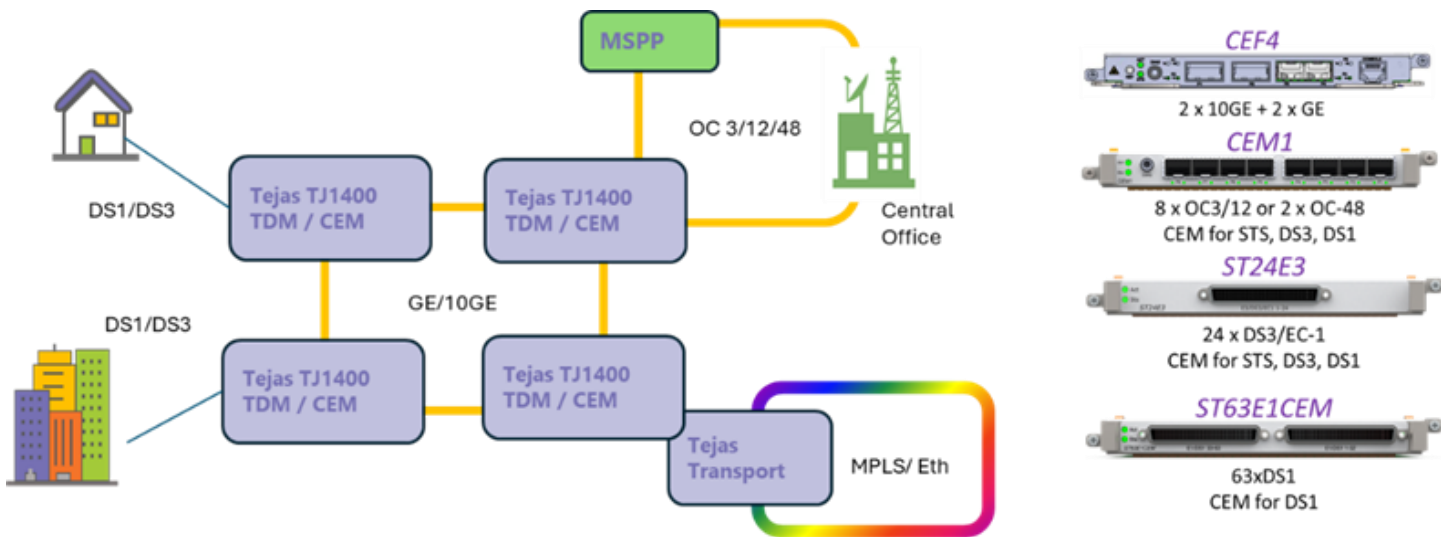 MSPP
OC 3/12/48
DS1/DS3
Tejas TJ1400
TDM / CEM
Tejas TJ1400
TDM / CEM
Central
Office
GE/10GE
DS1/DS3
Tejas TJ1400
TDM / CEM
Tejas TJ1400
TDM / CEM
Tejas
Transport
MPLS/ Eth
CEF4
2 x 10GE + 2 x GE
CEM1
8 x OC3/12 or 2 x OC-48
CEM for STS, DS3, DS1
ST24E3
ST24E3
24 x DS3/EC-1
CEM for STS, DS3, DS1
ST63E1CEM
63xDS1
CEM for DS1